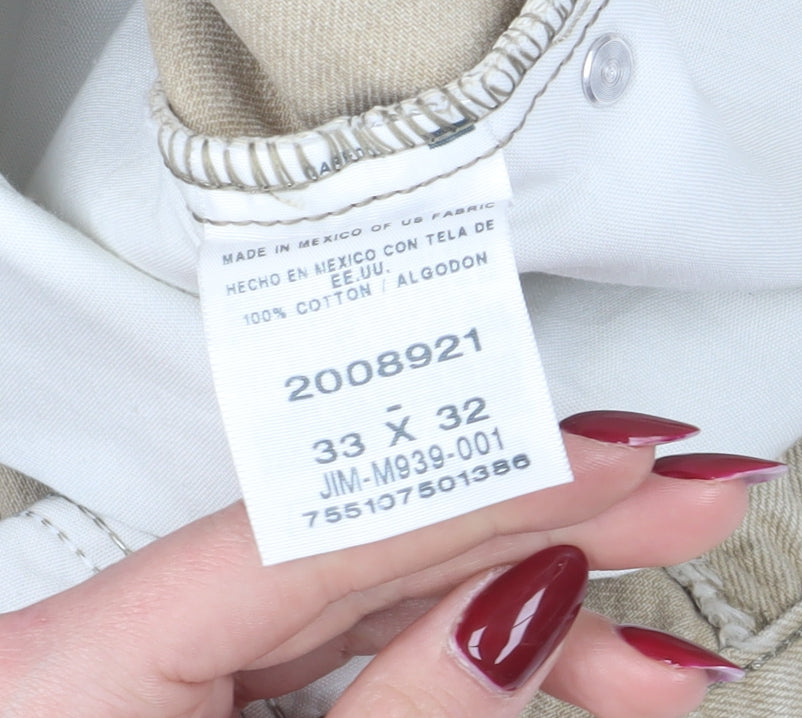 MADE IN MEXICO OF US FABRIC
HECHO EN MEXICO CON TELA DE
EE.UU.
100% COTTON / ALGODON
2008921
33 X 32
JIM-M939-001
755107501386